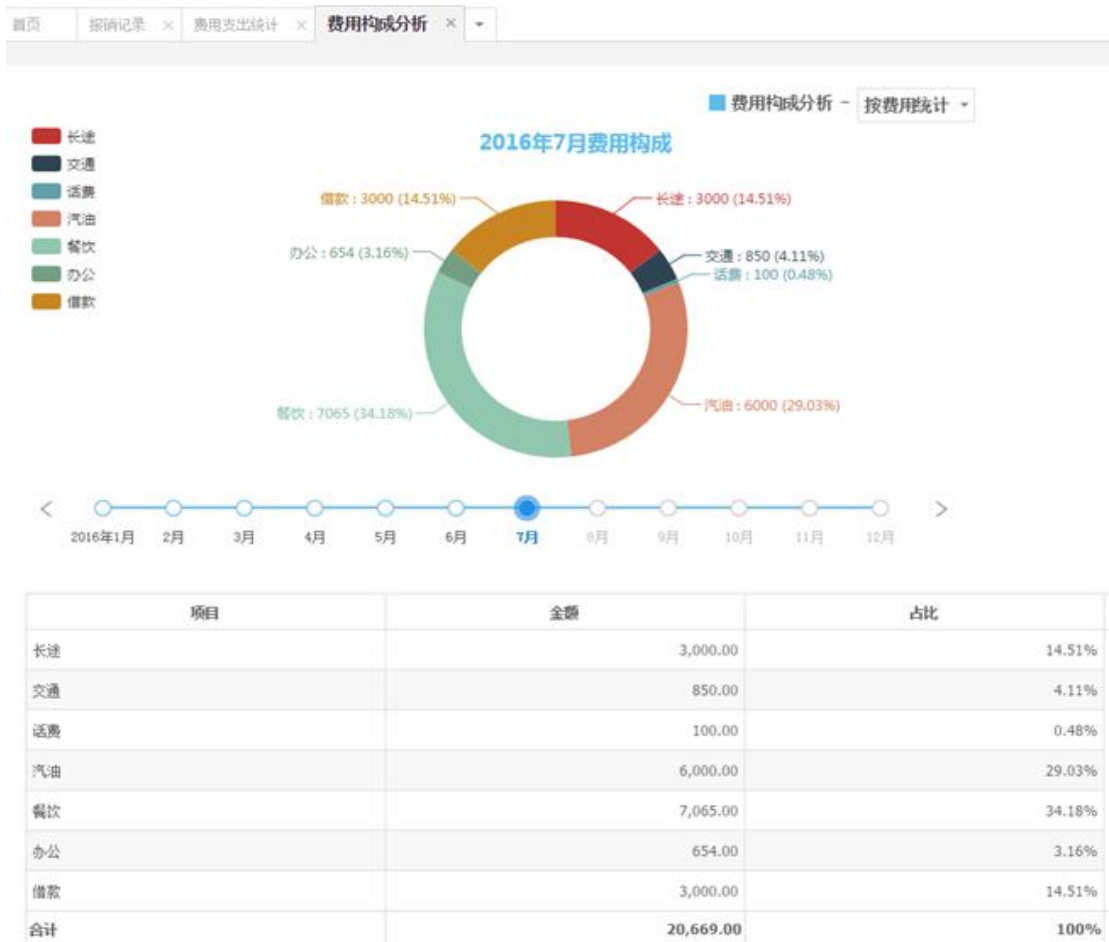 首页 报销记录 × 费用支出统计 × 费用构成分析 ×
费用构成分析 - 按费用统计
2016年7月费用构成
长途
交通
话费
汽油
餐饮
办公
借款
借款 : 3000 (14.51%)
长途 : 3000 (14.51%)
办公 : 654 (3.16%)
交通 : 850 (4.11%)
话费 : 100 (0.48%)
餐饮 : 7065 (34.18%)
汽油 : 6000 (29.03%)
2016年1月 2月 3月 4月 5月 6月 7月 8月 9月 10月 11月 12月
项目 金额 占比
长途 3,000.00 14.51%
交通 850.00 4.11%
话费 100.00 0.48%
汽油 6,000.00 29.03%
餐饮 7,065.00 34.18%
办公 654.00 3.16%
借款 3,000.00 14.51%
合计 20,669.00 100%